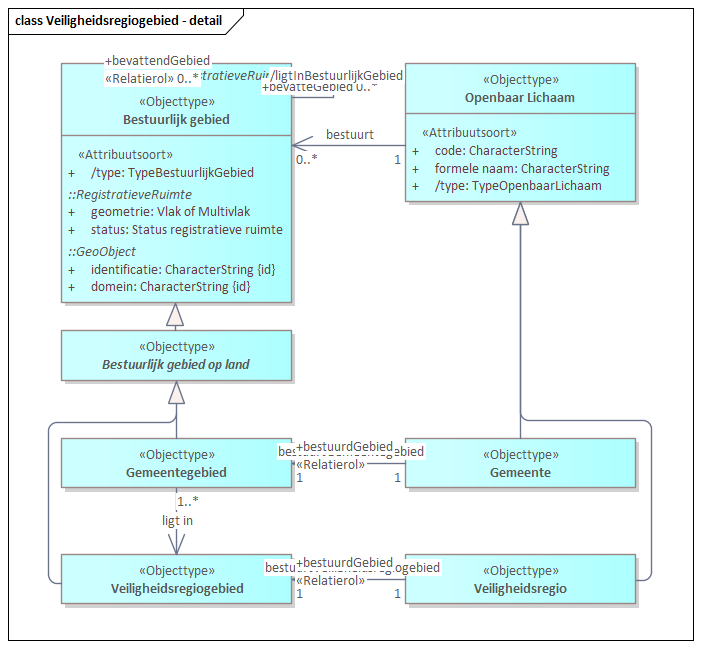 class Veiligheidsregiogebied - detail
+bevattendGebied
«Relatierol» 0..*
/ligtInBestuurlijkGebied
+bevatteGebied 0..*
«Objecttype»
Bestuurlijk gebied
«Attribuutsoort»
+ /type: TypeBestuurlijkGebied
::RegistratieveRuimte
+ geometrie: Vlak of Multivlak
+ status: Status registratieve ruimte
::GeoObject
+ identificatie: CharacterString {id}
+ domein: CharacterString {id}
bestuurt
0..*
1
«Objecttype»
Openbaar Lichaam
«Attribuutsoort»
+ code: CharacterString
+ formele naam: CharacterString
+ /type: TypeOpenbaarLichaam
«Objecttype»
Bestuurlijk gebied op land
«Objecttype»
Gemeentegebied
+bestuurdGebied
«Relatierol»
1
1
«Objecttype»
Gemeente
1..*
ligt in
«Objecttype»
Veiligheidsregiogebied
+bestuurdGebied
«Relatierol»
1
1
«Objecttype»
Veiligheidsregio